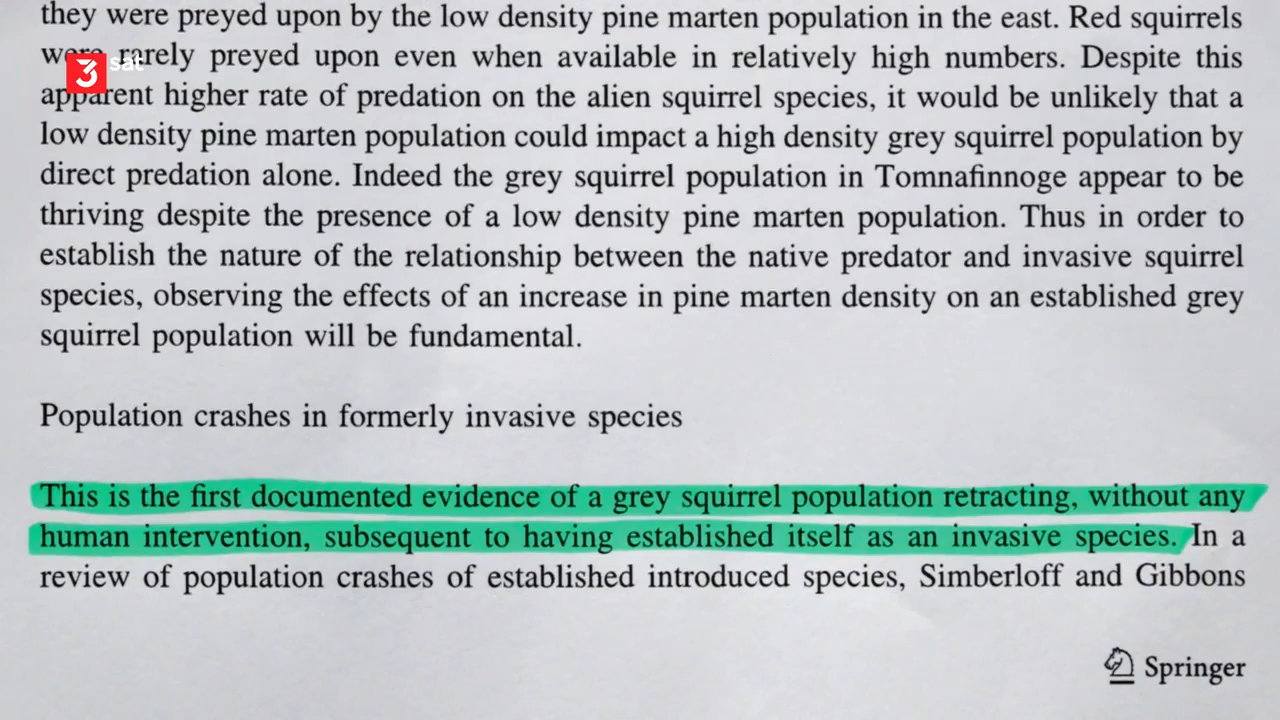 they were preyed upon by the low density pine marten population in the east. Red squirrels
were rarely preyed upon even when available in relatively high numbers. Despite this
3sat
apparent higher rate of predation on the alien squirrel species, it would be unlikely that a
low density pine marten population could impact a high density grey squirrel population by
direct predation alone. Indeed the grey squirrel population in Tomnafinnoge appear to be
thriving despite the presence of a low density pine marten population. Thus in order to
establish the nature of the relationship between the native predator and invasive squirrel
species, observing the effects of an increase in pine marten density on an established grey
squirrel population will be fundamental.
Population crashes in formerly invasive species
This is the first documented evidence of a grey squirrel population retracting, without any
human intervention, subsequent to having established itself as an invasive species. In a
review of population crashes of established introduced species, Simberloff and Gibbons
Springer